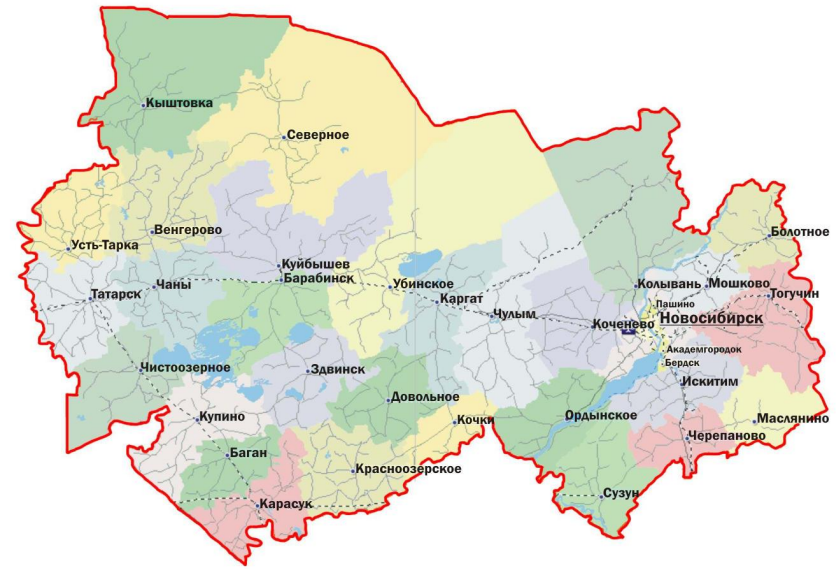 Кыштовка
Северное
Венгерово
Усть-Тарка
Болотное
Куйбышев
Барабинск
Чаны
Убинское
Колывань
Мошково
Татарск
Каргат
Тогучин
Пашино
Чулым
Новосибирск
Коченево
Академгородок
Бердск
Чистоозерное
Здвинск
Искитим
Довольное
Купино
Кочки
Ордынское
Маслянино
Черепаново
Баган
Красноозёрское
Сузун
Карасук